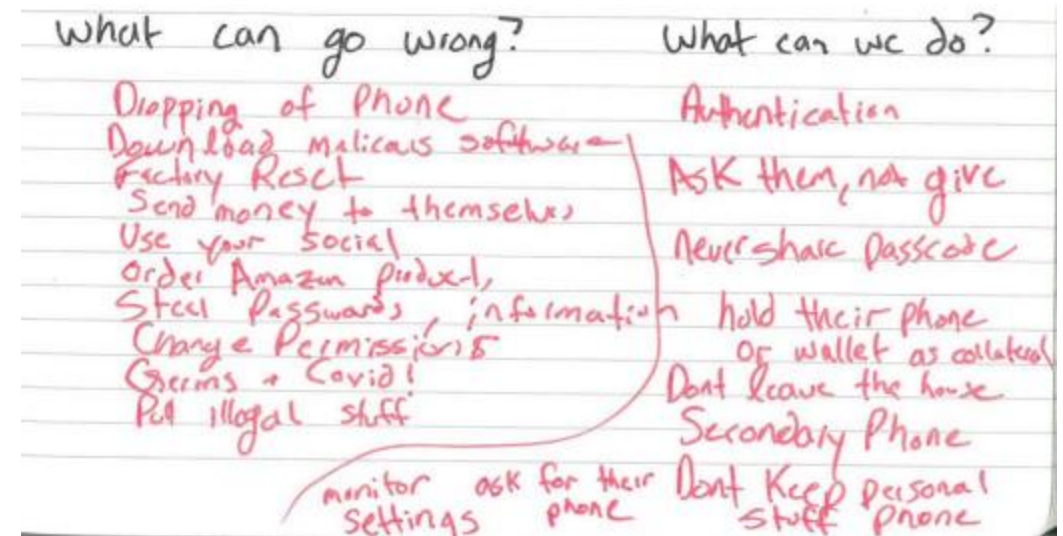 What can go wrong?
Dropping of Phone
Download malicous software
Factory Reset
Send money to themselves
Use your social
Order Amazon products
Steel Passwords, information
Change Permissions
Germs + Covid!
Put illegal stuff
What can we do?
Authentication
Ask them, not give
never share passcode
hold their phone
or wallet as collateral
Dont leave the house
Secondary Phone
Dont Keep personal
stuff phone
monitor
settings
ask for their
phone